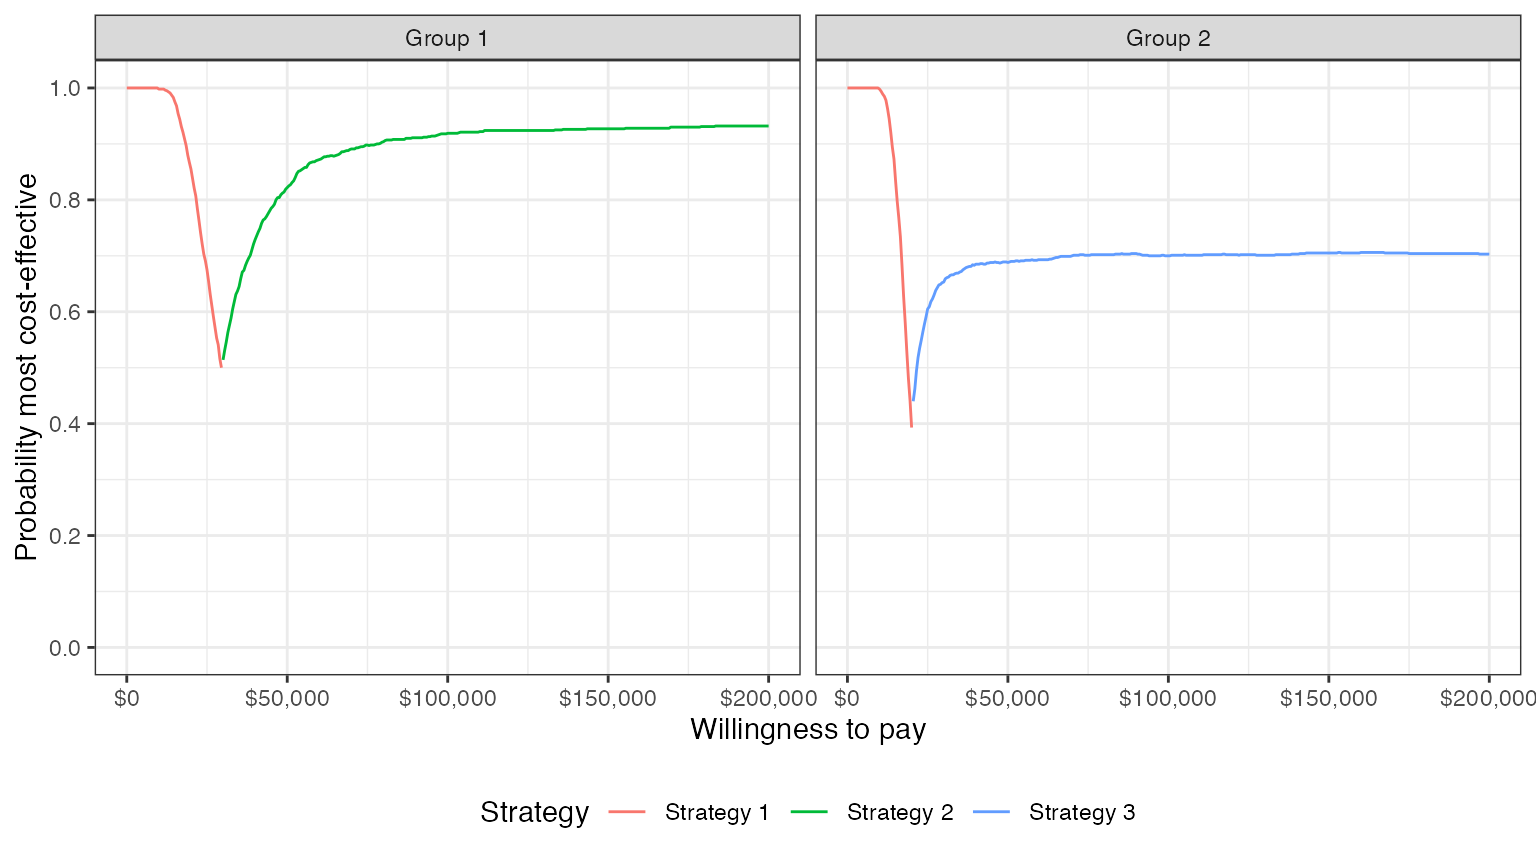 Group 1
Group 2
Probability most cost-effective
1.0
0.8
0.6
0.4
0.2
0.0
$0 $50,000 $100,000 $150,000 $200,000
$0 $50,000 $100,000 $150,000 $200,000
Willingness to pay
Strategy Strategy 1 Strategy 2 Strategy 3